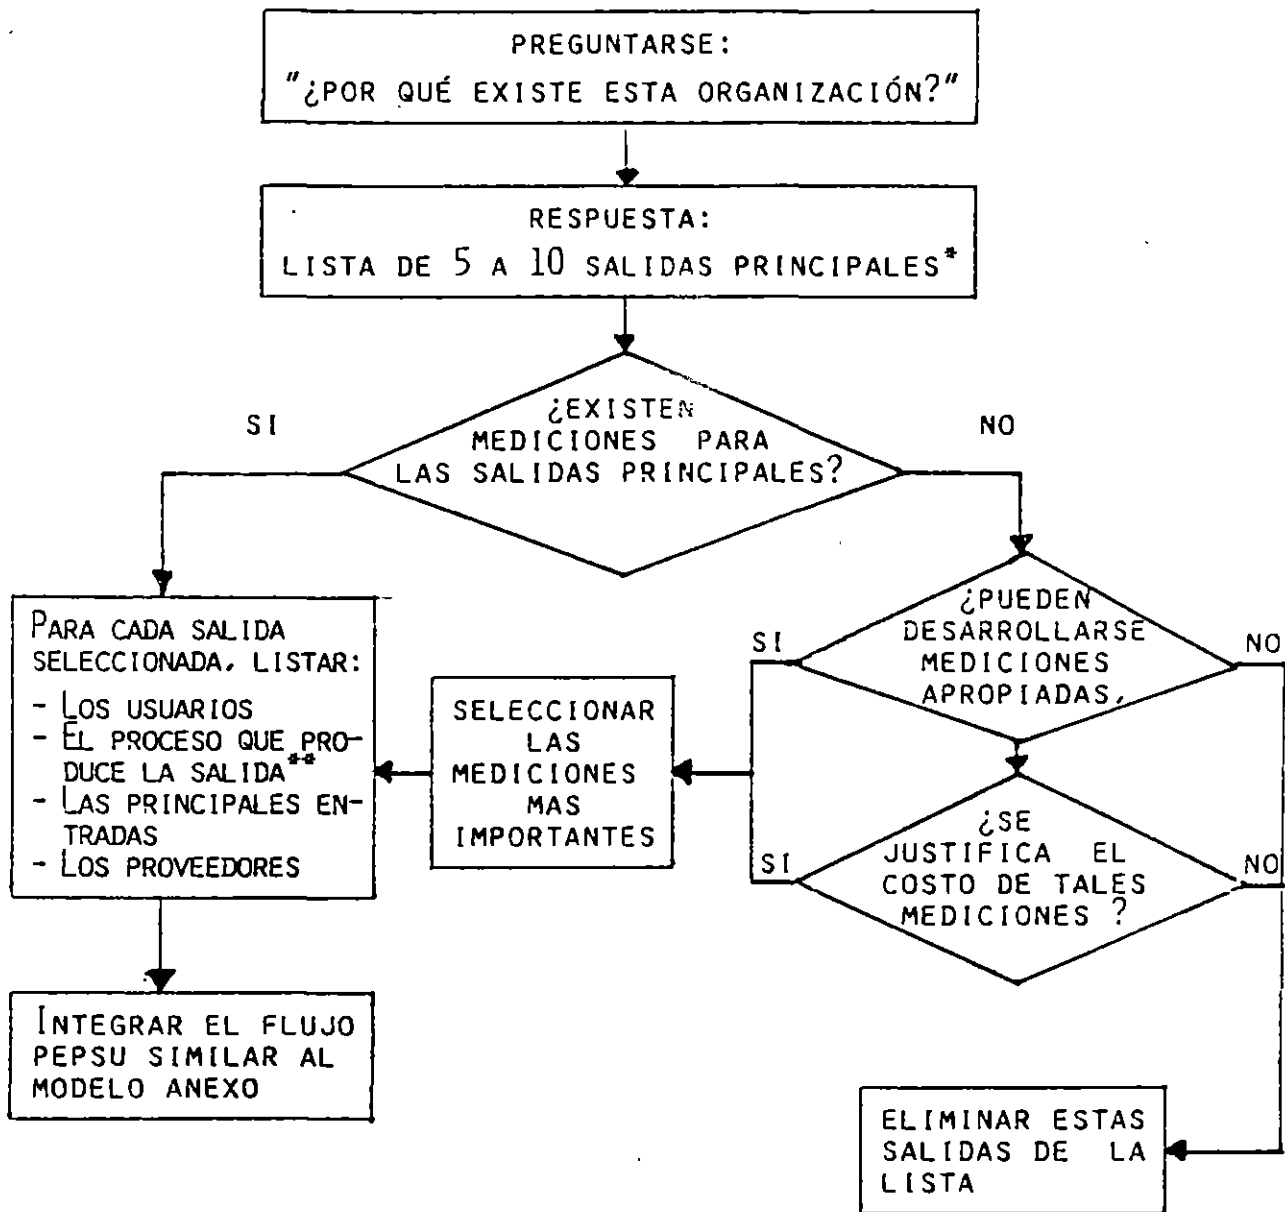 PREGUNTARSE:
"¿POR QUÉ EXISTE ESTA ORGANIZACIÓN?"
RESPUESTA:
LISTA DE 5 A 10 SALIDAS PRINCIPALES*
¿EXISTEN
MEDICIONES PARA
LAS SALIDAS PRINCIPALES?
SI
NO
PARA CADA SALIDA
SELECCIONADA, LISTAR:
- LOS USUARIOS
- EL PROCESO QUE PRO-
DUCE LA SALIDA**
- LAS PRINCIPALES EN-
TRADAS
- LOS PROVEEDORES
SELECCIONAR
LAS
MEDICIONES
MAS
IMPORTANTES
¿PUEDEN
DESARROLLARSE
MEDICIONES
APROPIADAS,
SI
NO
¿SE
JUSTIFICA EL
COSTO DE TALES
MEDICIONES ?
SI
NO
INTEGRAR EL FLUJO
PEPSU SIMILAR AL
MODELO ANEXO
ELIMINAR ESTAS
SALIDAS DE LA
LISTA